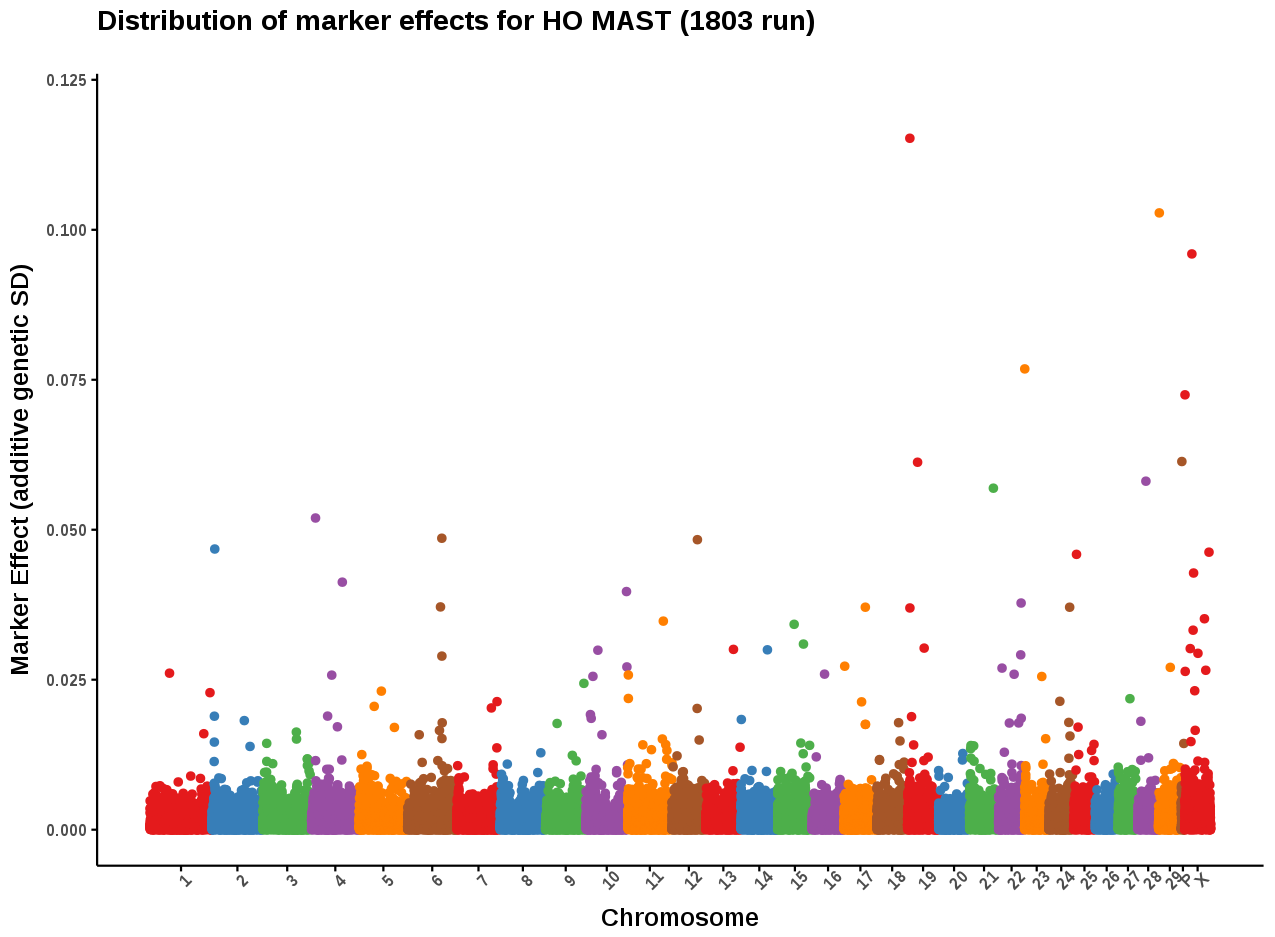 Distribution of marker effects for HO MAST (1803 run)
Marker Effect (additive genetic SD)
0.125
0.100
0.075
0.050
0.025
0.000
1 2 3 4 5 6 7 8 9 10 11 12 13 14 15 16 17 18 19 20 21 22 23 24 25 26 27 28 29 P X
Chromosome